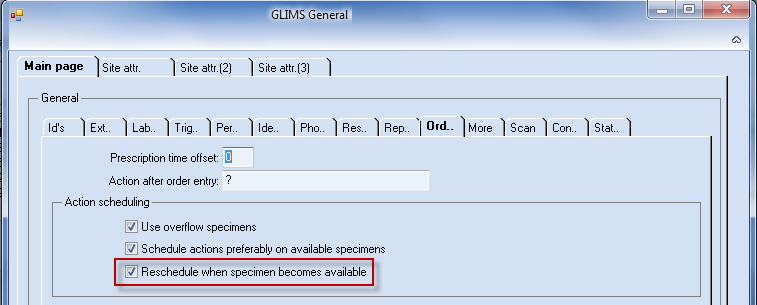 GLIMS General
Main page Site attr. Site attr.(2) Site attr.(3)
General
Id's Ext.. Lab.. Trig.. Per.. Ide.. Pho.. Res.. Rep.. Ord.. More Scan Con.. Stat..
Prescription time offset: 0
Action after order entry: ?
Action scheduling
Use overflow specimens
Schedule actions preferably on available specimens
Reschedule when specimen becomes available